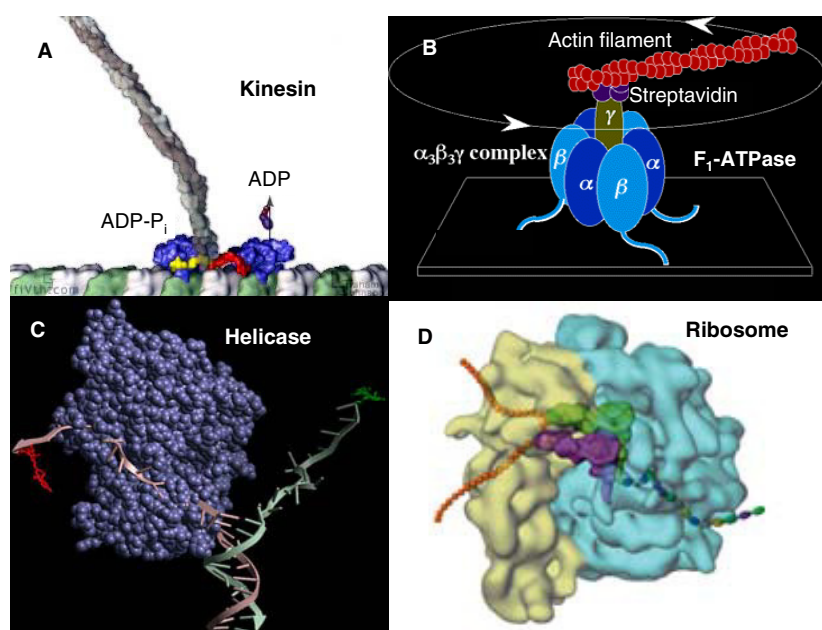 A
Kinesin
ADP
ADP-Pi
B
Actin filament
Streptavidin
γ
α3β3γ complex
β
α
α
β
F1-ATPase
C
Helicase
D
Ribosome